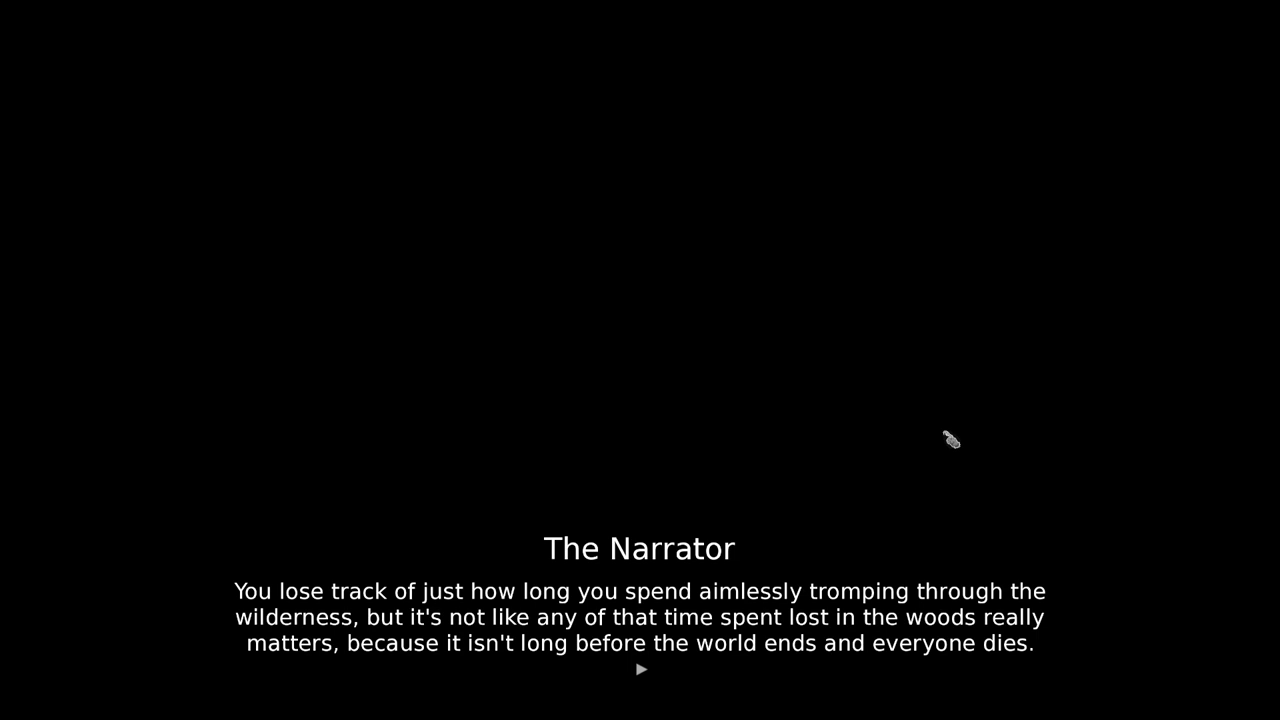 The Narrator
You lose track of just how long you spend aimlessly tromping through the
wilderness, but it's not like any of that time spent lost in the woods really
matters, because it isn't long before the world ends and everyone dies.